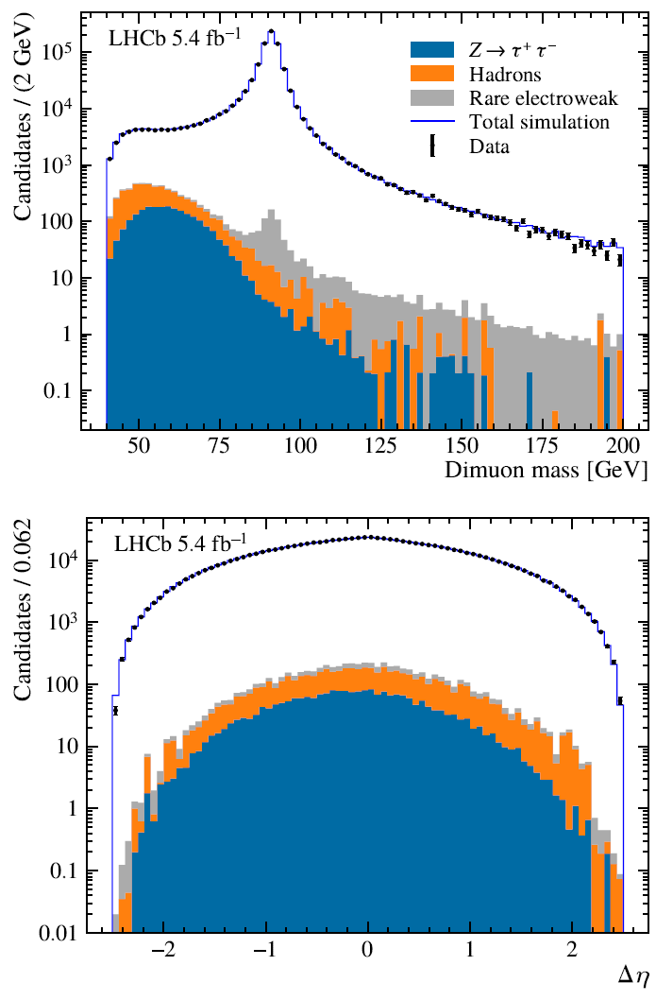 LHCb 5.4 fb⁻¹
Z → τ⁺ τ⁻
Hadrons
Rare electroweak
Total simulation
Data
Candidates / (2 GeV)
10⁵
10⁴
10³
100
10
1
0.1
50 75 100 125 150 175 200
Dimuon mass [GeV]
LHCb 5.4 fb⁻¹
Candidates / 0.062
10⁴
10³
100
10
1
0.1
0.01
−2 −1 0 1 2
Δη